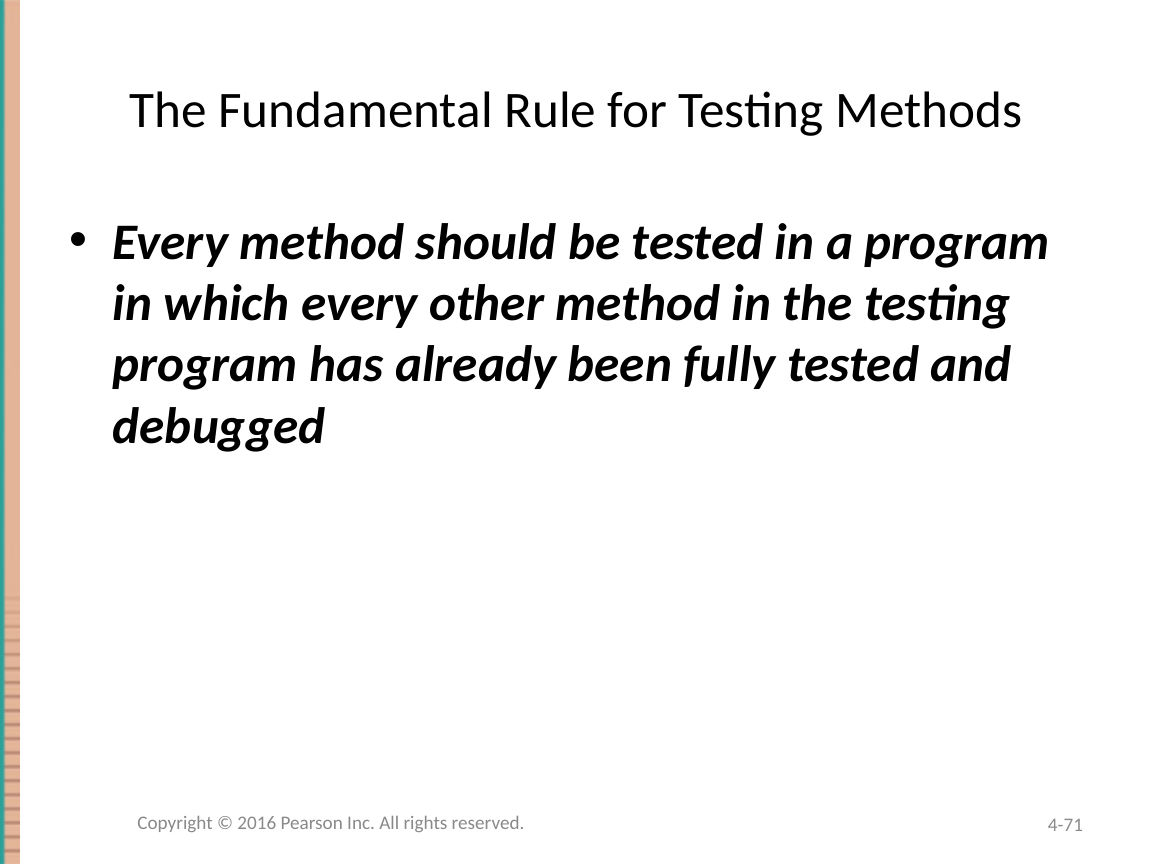 The Fundamental Rule for Testing Methods
• Every method should be tested in a program
in which every other method in the testing
program has already been fully tested and
debugged
Copyright © 2016 Pearson Inc. All rights reserved.
4-71